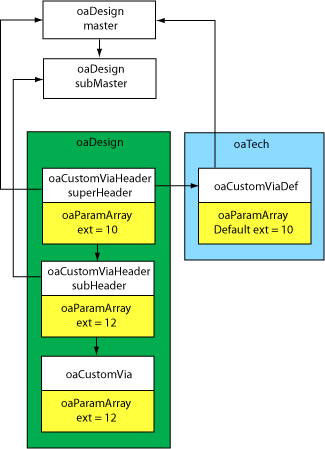 oaDesign
master
oaDesign
subMaster
oaDesign
oaCustomViaHeader
superHeader
oaParamArray
ext = 10
oaCustomViaHeader
subHeader
oaParamArray
ext = 12
oaCustomVia
oaParamArray
ext = 12
oaTech
oaCustomViaDef
oaParamArray
Default ext = 10